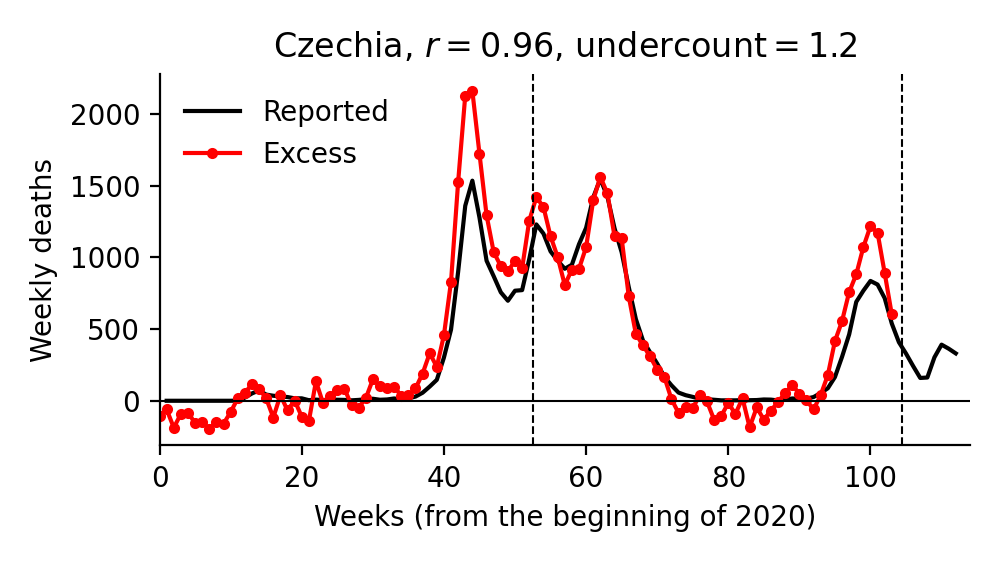 Czechia, r = 0.96, undercount = 1.2
Reported
Excess
Weekly deaths
2000
1500
1000
500
0
0 20 40 60 80 100
Weeks (from the beginning of 2020)